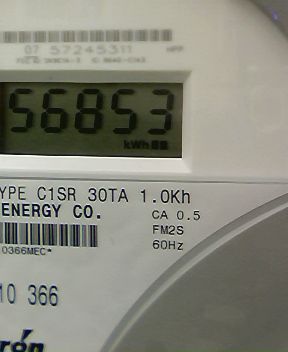 07 57245311
56853
kWh
YPE C1SR 30TA 1.0Kh
ENERGY CO.
CA 0.5
FM2S
60Hz
0366MEC*
10 366
rón